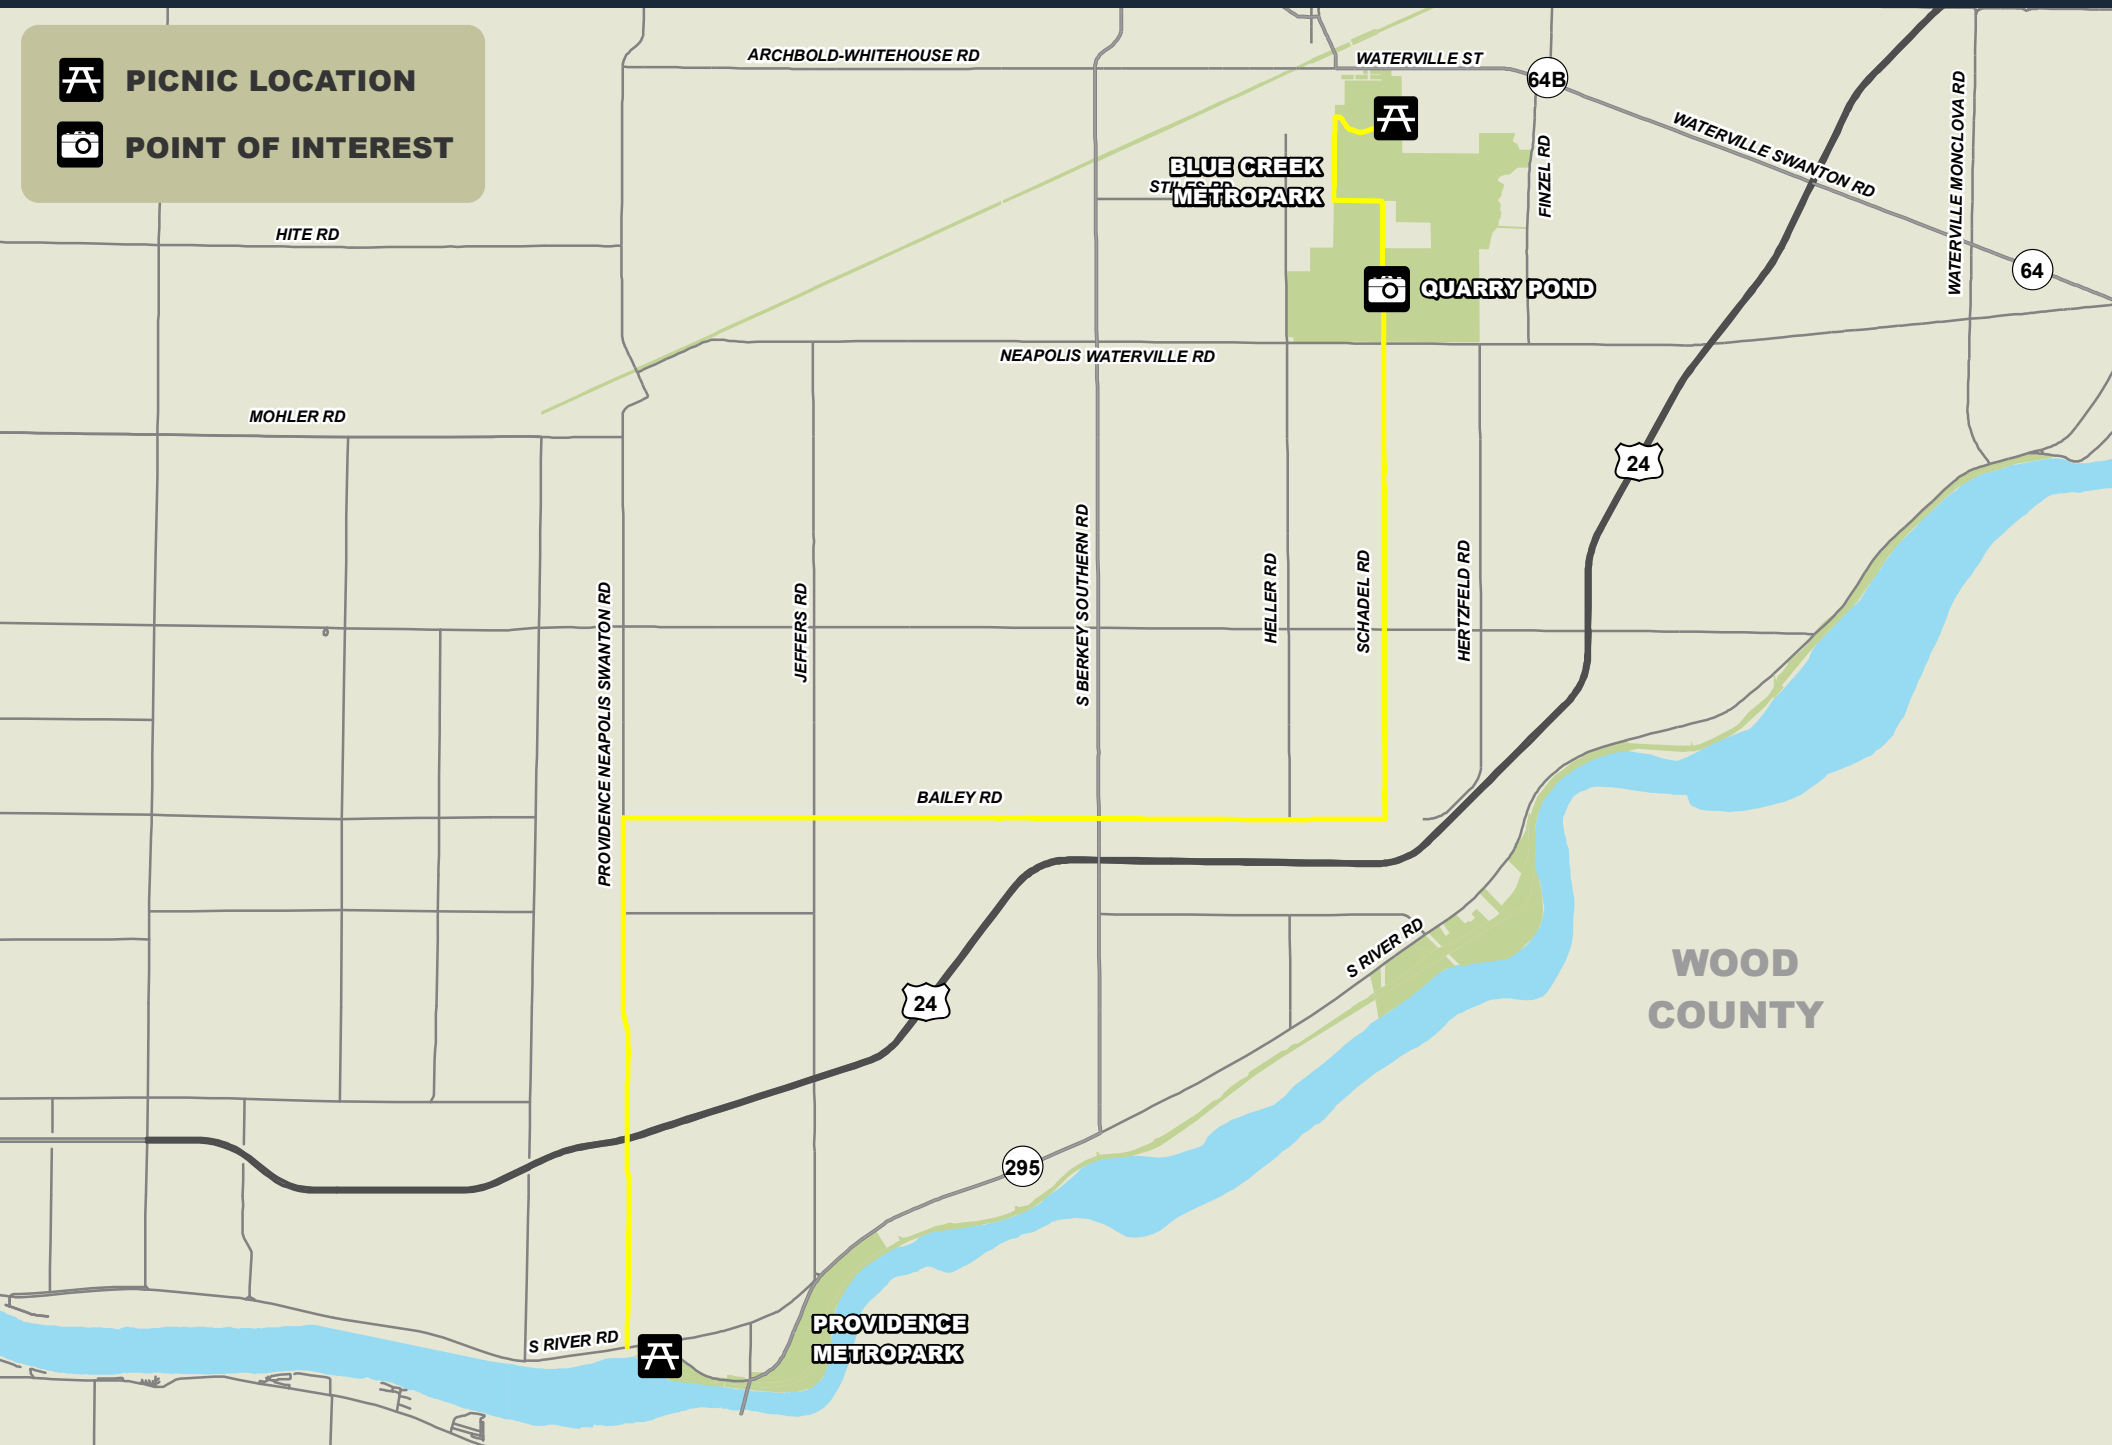 PICNIC LOCATION
POINT OF INTEREST
ARCHBOLD-WHITEHOUSE RD
WATERVILLE ST
64B
WATERVILLE SWANTON RD
WATERVILLE MONCLOVA RD
FINZEL RD
BLUE CREEK
METROPARK
STILES RD
HITE RD
64
QUARRY POND
NEAPOLIS WATERVILLE RD
MOHLER RD
24
PROVIDENCE NEAPOLIS SWANTON RD
JEFFERS RD
S BERKEY SOUTHERN RD
HELLER RD
SCHADEL RD
HERTZFELD RD
BAILEY RD
S RIVER RD
WOOD
COUNTY
24
295
PROVIDENCE
METROPARK
S RIVER RD